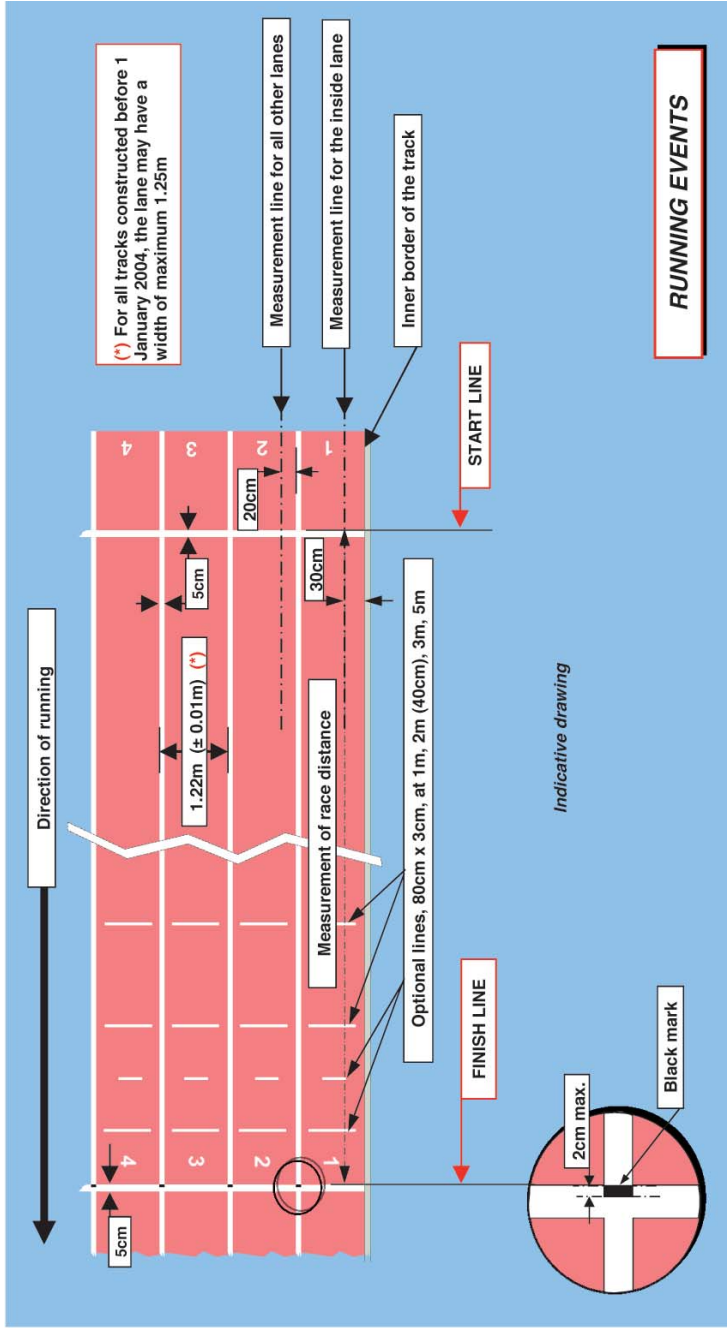 Direction of running
(*) For all tracks constructed before 1
January 2004, the lane may have a
width of maximum 1.25m
5cm
4
3
2
1
1.22m (± 0.01m) (*)
5cm
4
3
2
1
20cm
30cm
Measurement line for all other lanes
Measurement line for the inside lane
Inner border of the track
Measurement of race distance
Optional lines, 80cm x 3cm, at 1m, 2m (40cm), 3m, 5m
FINISH LINE
START LINE
2cm max.
Black mark
Indicative drawing
RUNNING EVENTS